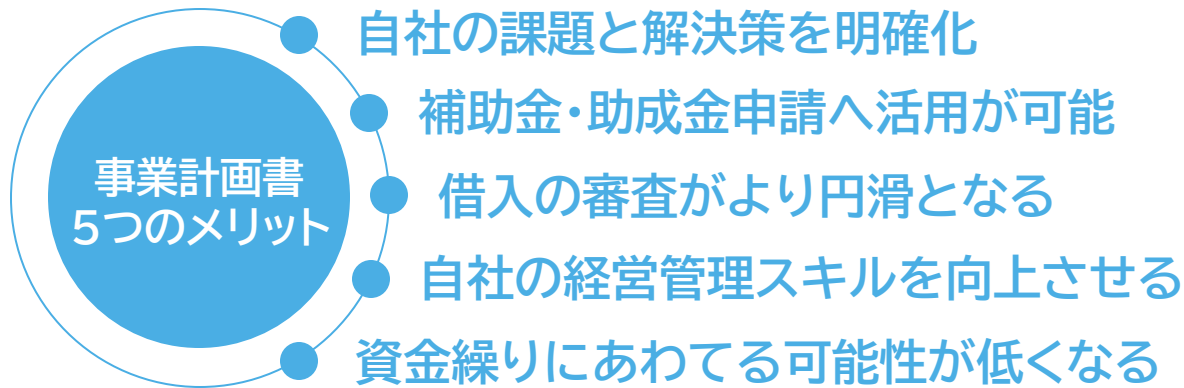 事業計画書
5つのメリット
自社の課題と解決策を明確化
補助金・助成金申請へ活用が可能
借入の審査がより円滑となる
自社の経営管理スキルを向上させる
資金繰りにあわてる可能性が低くなる